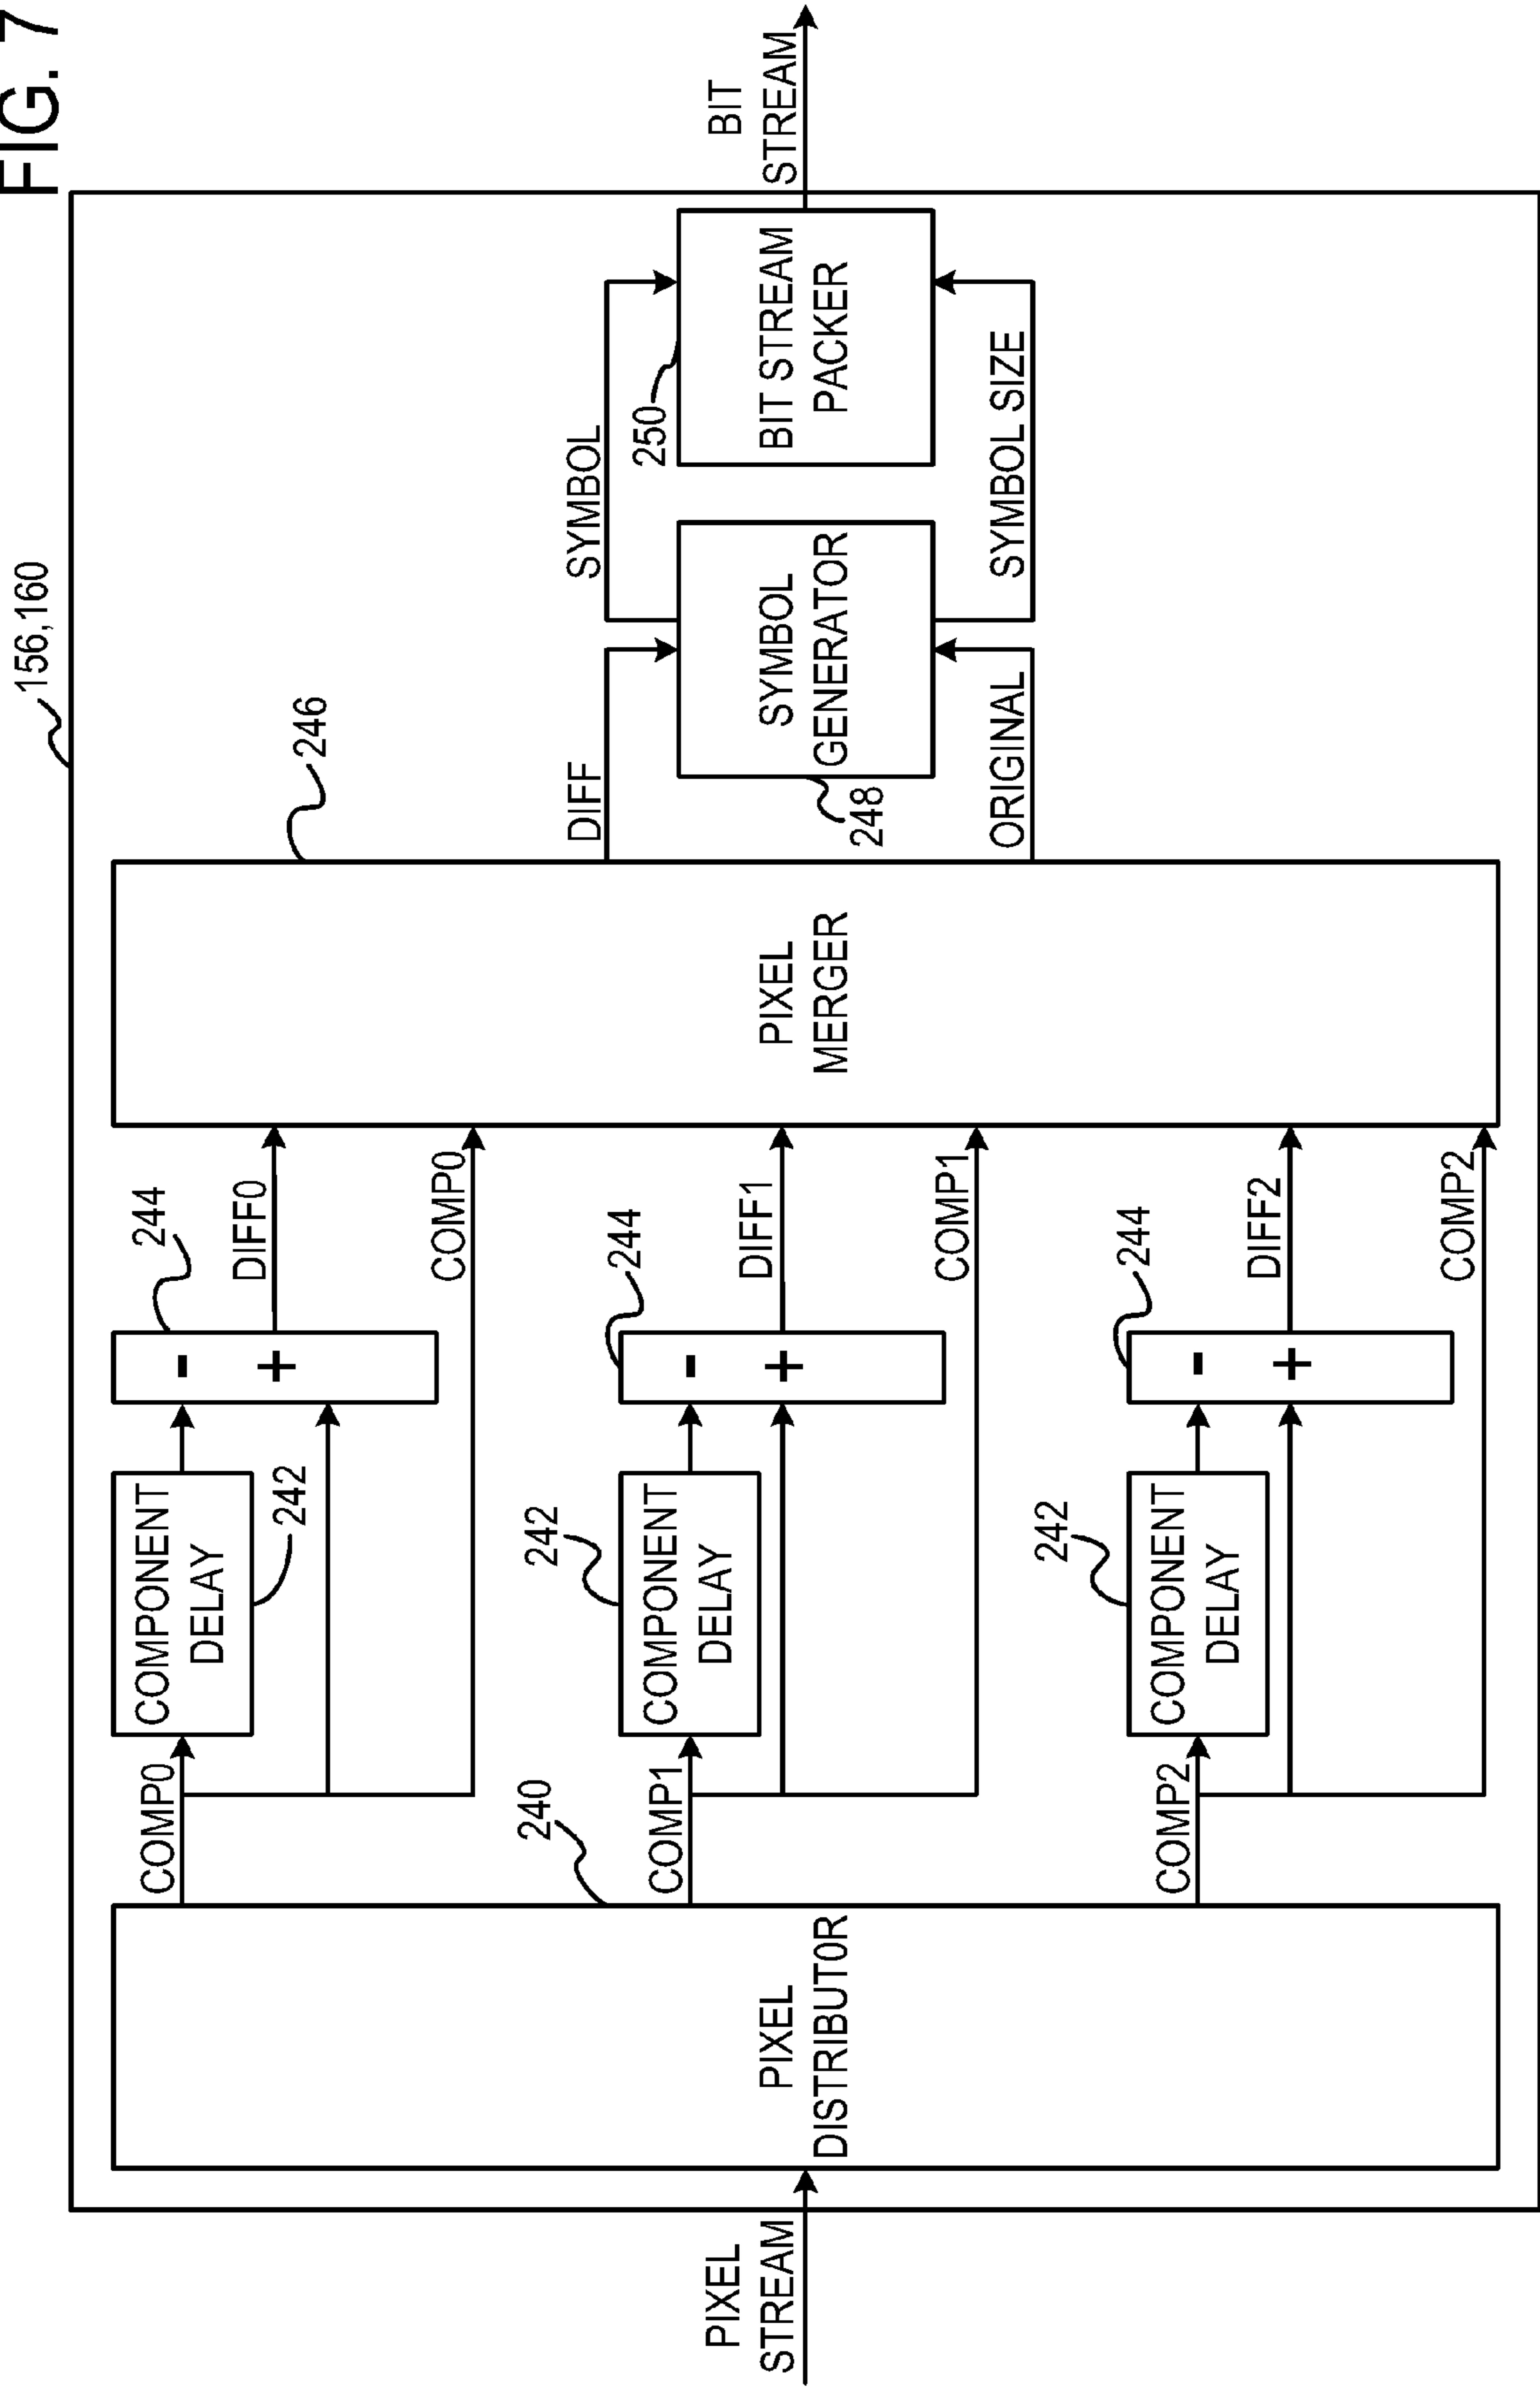 FIG. 7
156,160
PIXEL
STREAM
PIXEL
DISTRIBUTOR
240
COMP0
COMPONENT
DELAY
242
-
+
244
DIFF0
COMP0
COMP1
COMPONENT
DELAY
242
-
+
244
DIFF1
COMP1
COMP2
COMPONENT
DELAY
242
-
+
244
DIFF2
COMP2
PIXEL
MERGER
246
DIFF
ORIGINAL
SYMBOL
GENERATOR
248
SYMBOL
SYMBOL SIZE
BIT STREAM
PACKER
250
BIT
STREAM